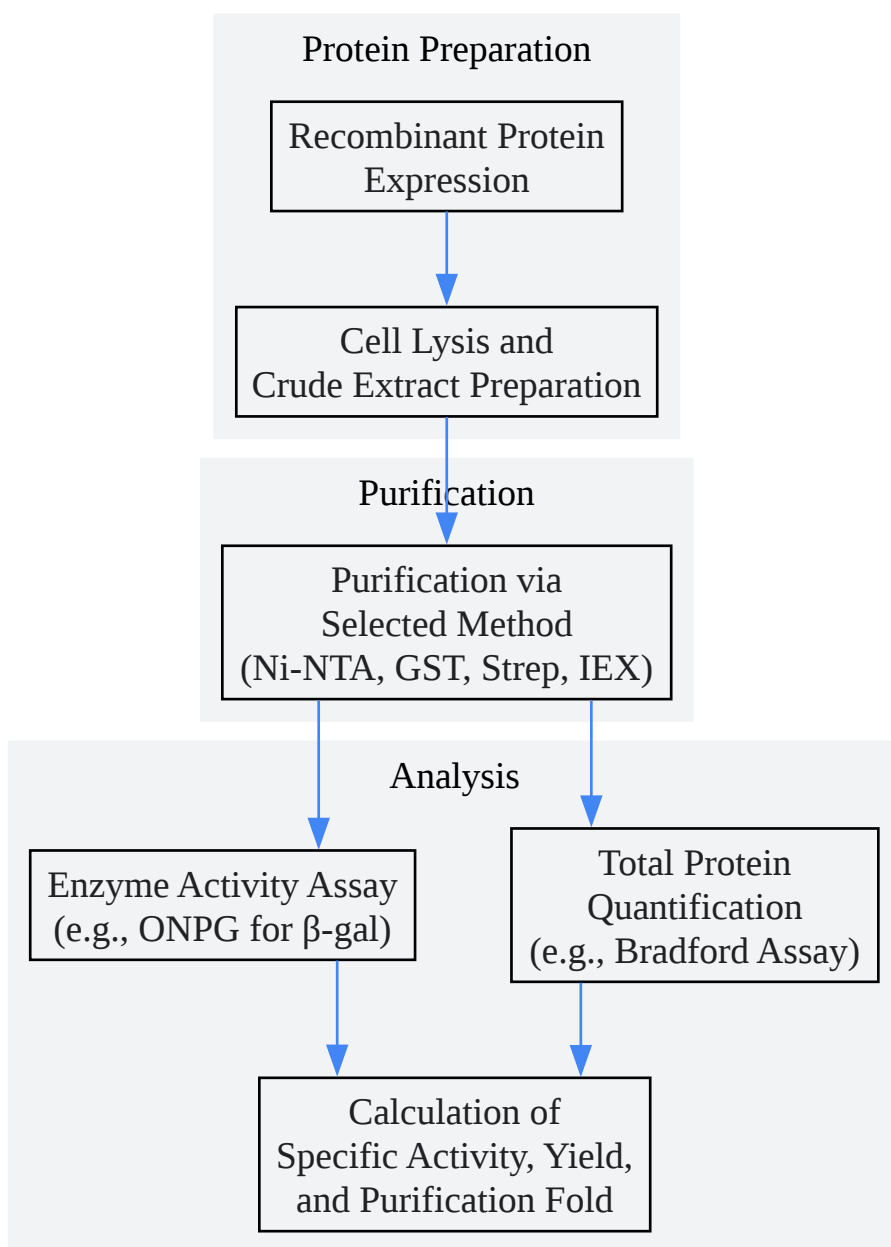 Protein Preparation
Recombinant Protein
Expression
Cell Lysis and
Crude Extract Preparation
Purification
Purification via
Selected Method
(Ni-NTA, GST, Strep, IEX)
Analysis
Enzyme Activity Assay
(e.g., ONPG for β-gal)
Total Protein
Quantification
(e.g., Bradford Assay)
Calculation of
Specific Activity, Yield,
and Purification Fold